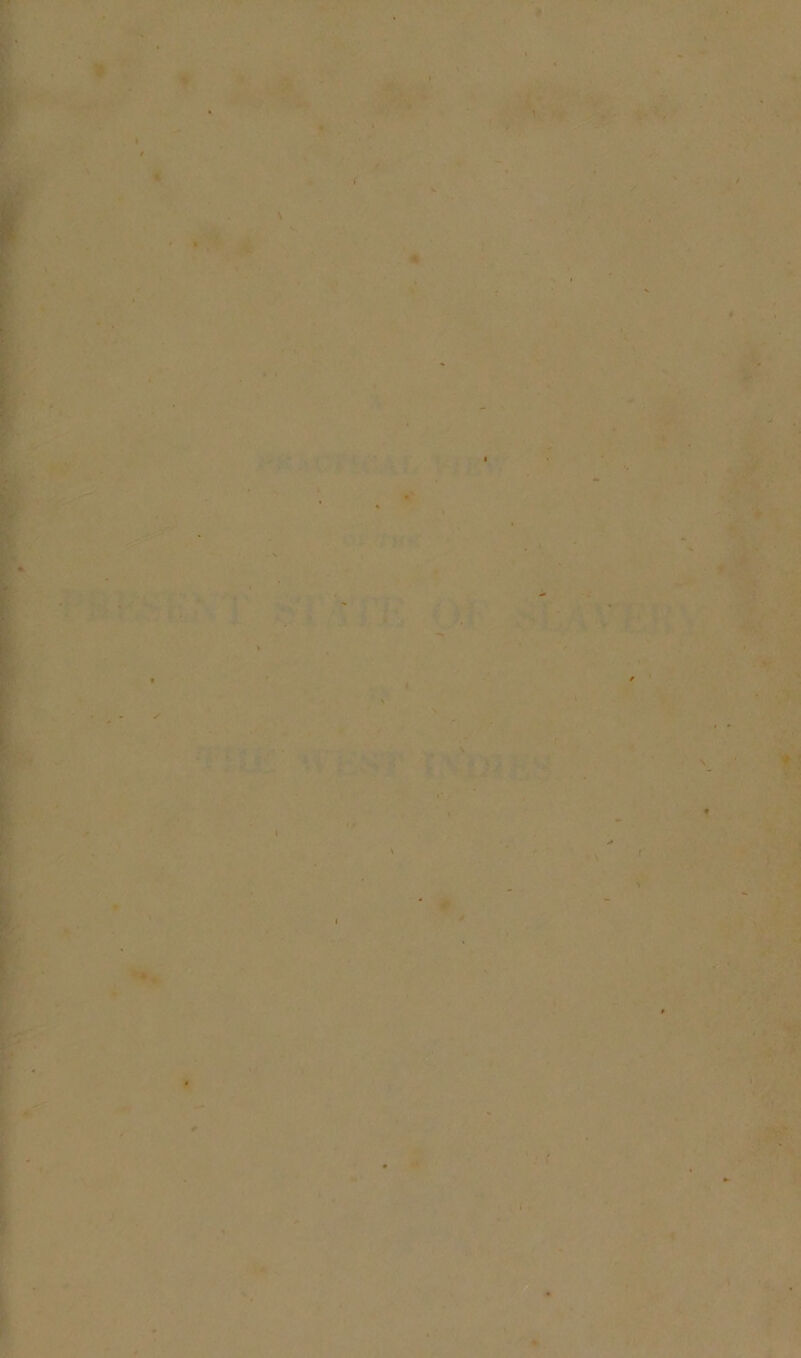 A
PRACTICAL VIEW
OF THE
PRESENT STATE OF SLAVERY
IN
THE WEST INDIES